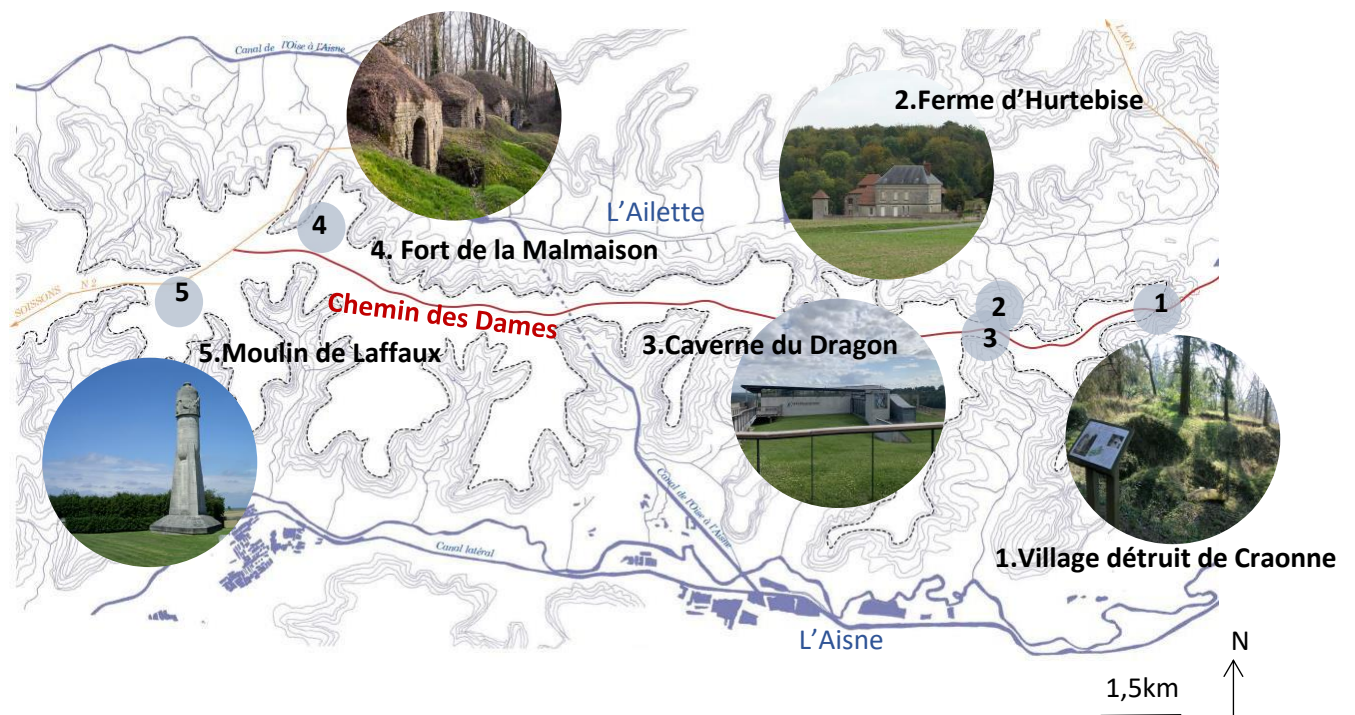 Canal de l'Oise à l'Aisne
LAON
2.Ferme d'Hurtebise
L'Ailette
4
4. Fort de la Malmaison
5
SOISSONS N 2
Chemin des Dames
2
1
3
3.Caverne du Dragon
5.Moulin de Laffaux
Canal de l'Oise à l'Aisne
Canal latéral
1.Village détruit de Craonne
L'Aisne
N
1,5km